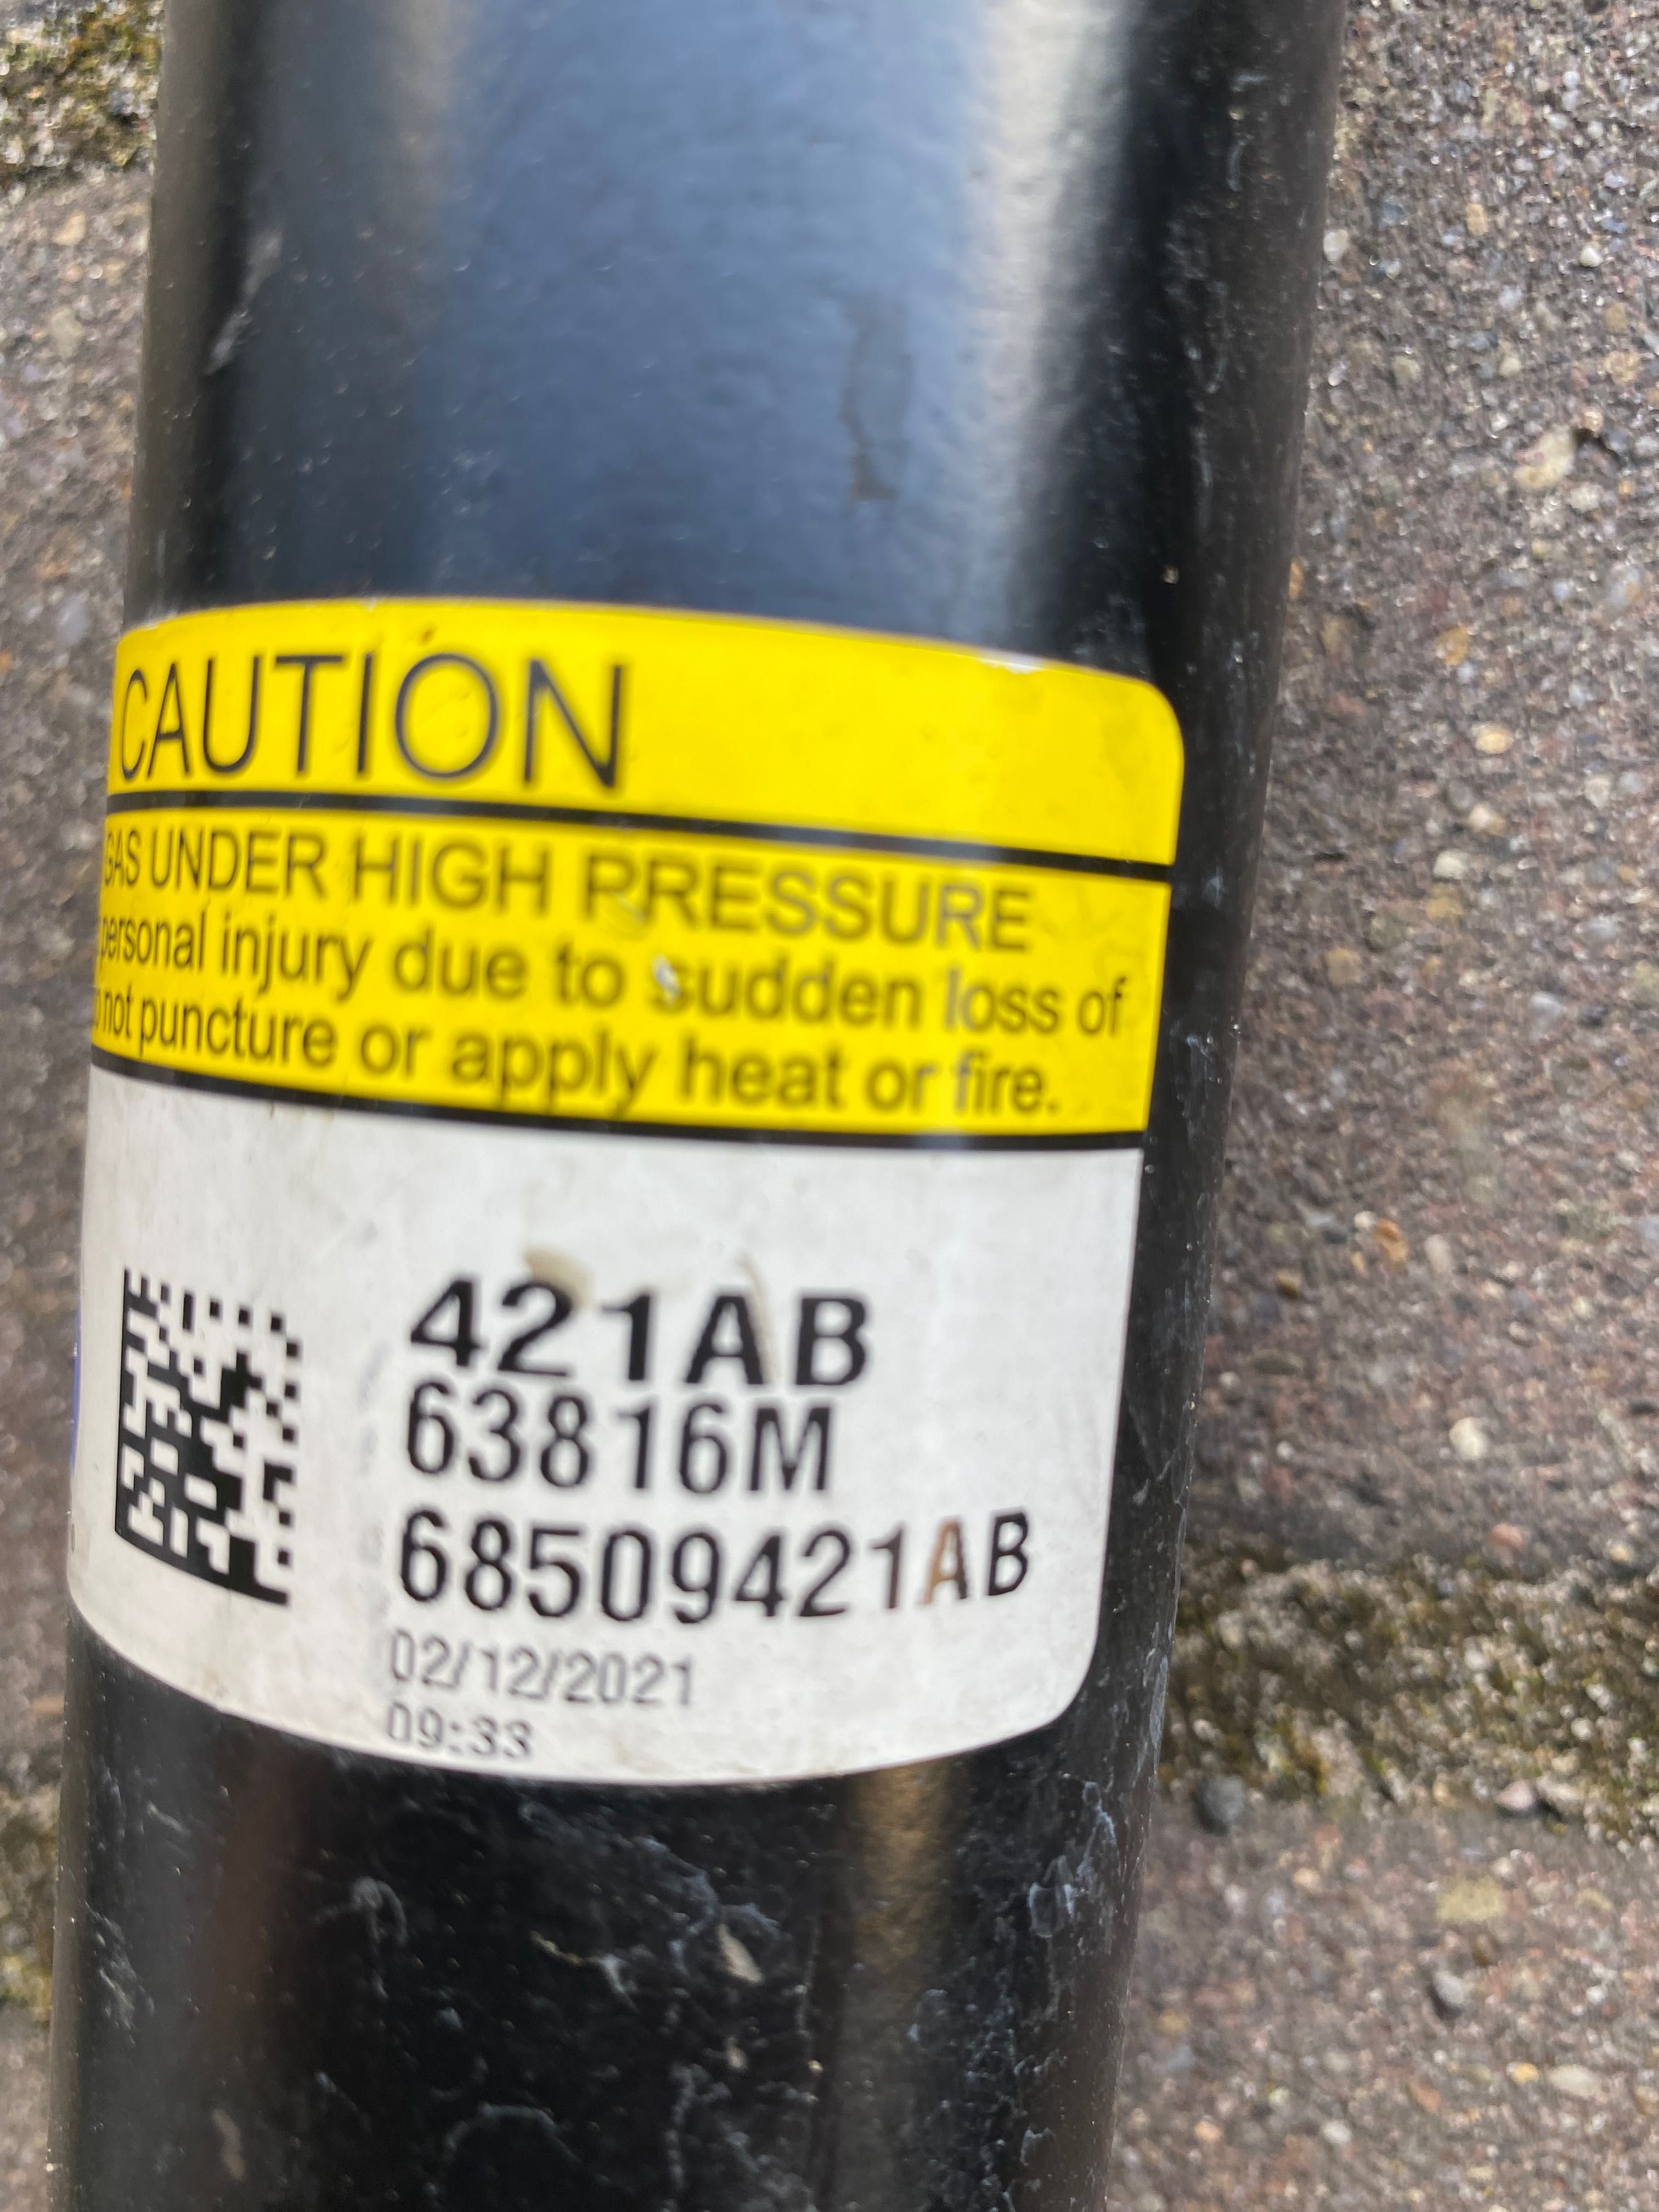 CAUTION
GAS UNDER HIGH PRESSURE
personal injury due to sudden loss of
not puncture or apply heat or fire.
421AB
63816M
68509421AB
02/12/2021
09:33